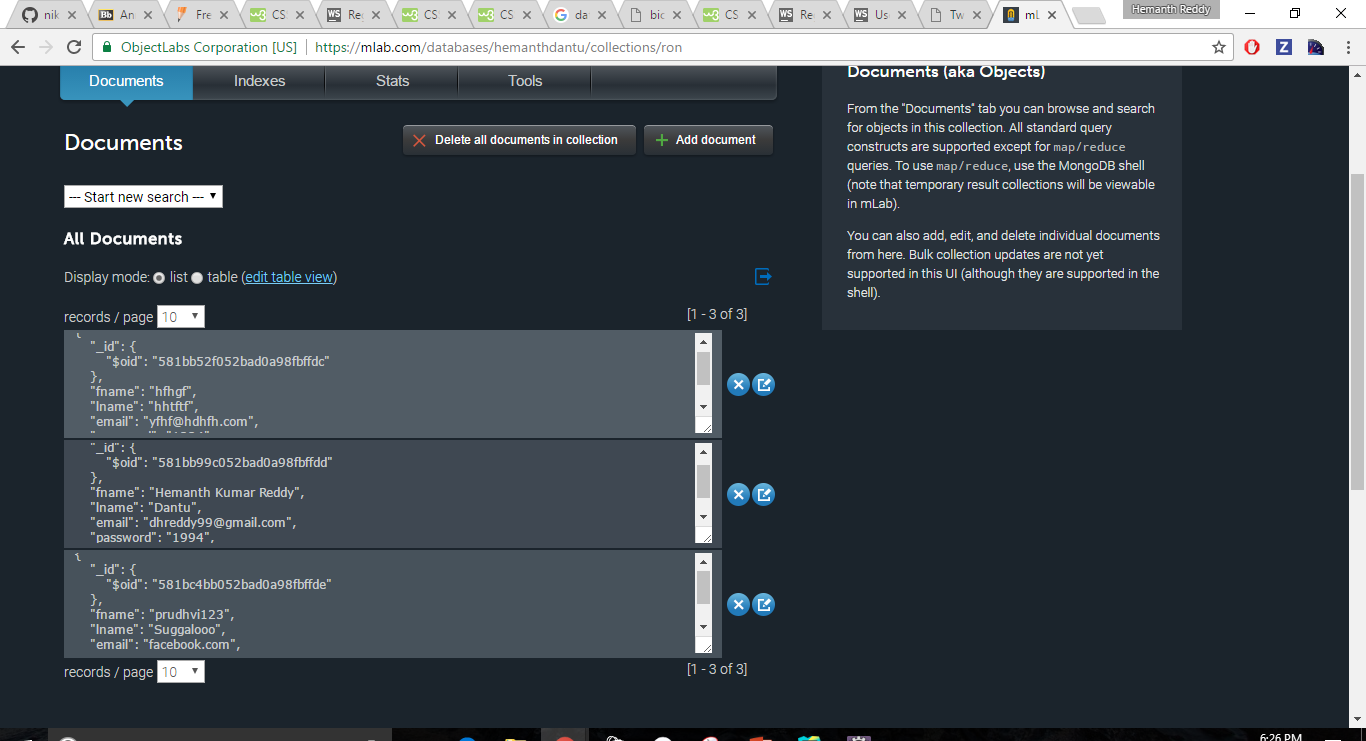 nik
An
Fre
CS
Re
CS
CS
da
bic
CS
Re
Us
Tw
mL
Hemanth Reddy
ObjectLabs Corporation [US] https://mlab.com/databases/hemanthdantu/collections/ron
Documents Indexes Stats Tools
Documents
Delete all documents in collection
Add document
--- Start new search ---
All Documents
Display mode: list table (edit table view)
records / page 10
[1 - 3 of 3]
{
"_id": {
"$oid": "581bb52f052bad0a98fbffdc"
},
"fname": "hfhgf",
"lname": "hhtftf",
"email": "yfhf@hdhfh.com",
"_id": {
"$oid": "581bb99c052bad0a98fbffdd"
},
"fname": "Hemanth Kumar Reddy",
"lname": "Dantu",
"email": "dhreddy99@gmail.com",
"password": "1994",
{
"_id": {
"$oid": "581bc4bb052bad0a98fbffde"
},
"fname": "prudhvi123",
"lname": "Suggalooo",
"email": "facebook.com",
records / page 10
[1 - 3 of 3]
Documents (aka Objects)
From the "Documents" tab you can browse and search
for objects in this collection. All standard query
constructs are supported except for map/reduce
queries. To use map/reduce, use the MongoDB shell
(note that temporary result collections will be viewable
in mLab).
You can also add, edit, and delete individual documents
from here. Bulk collection updates are not yet
supported in this UI (although they are supported in the
shell).
6:26 PM